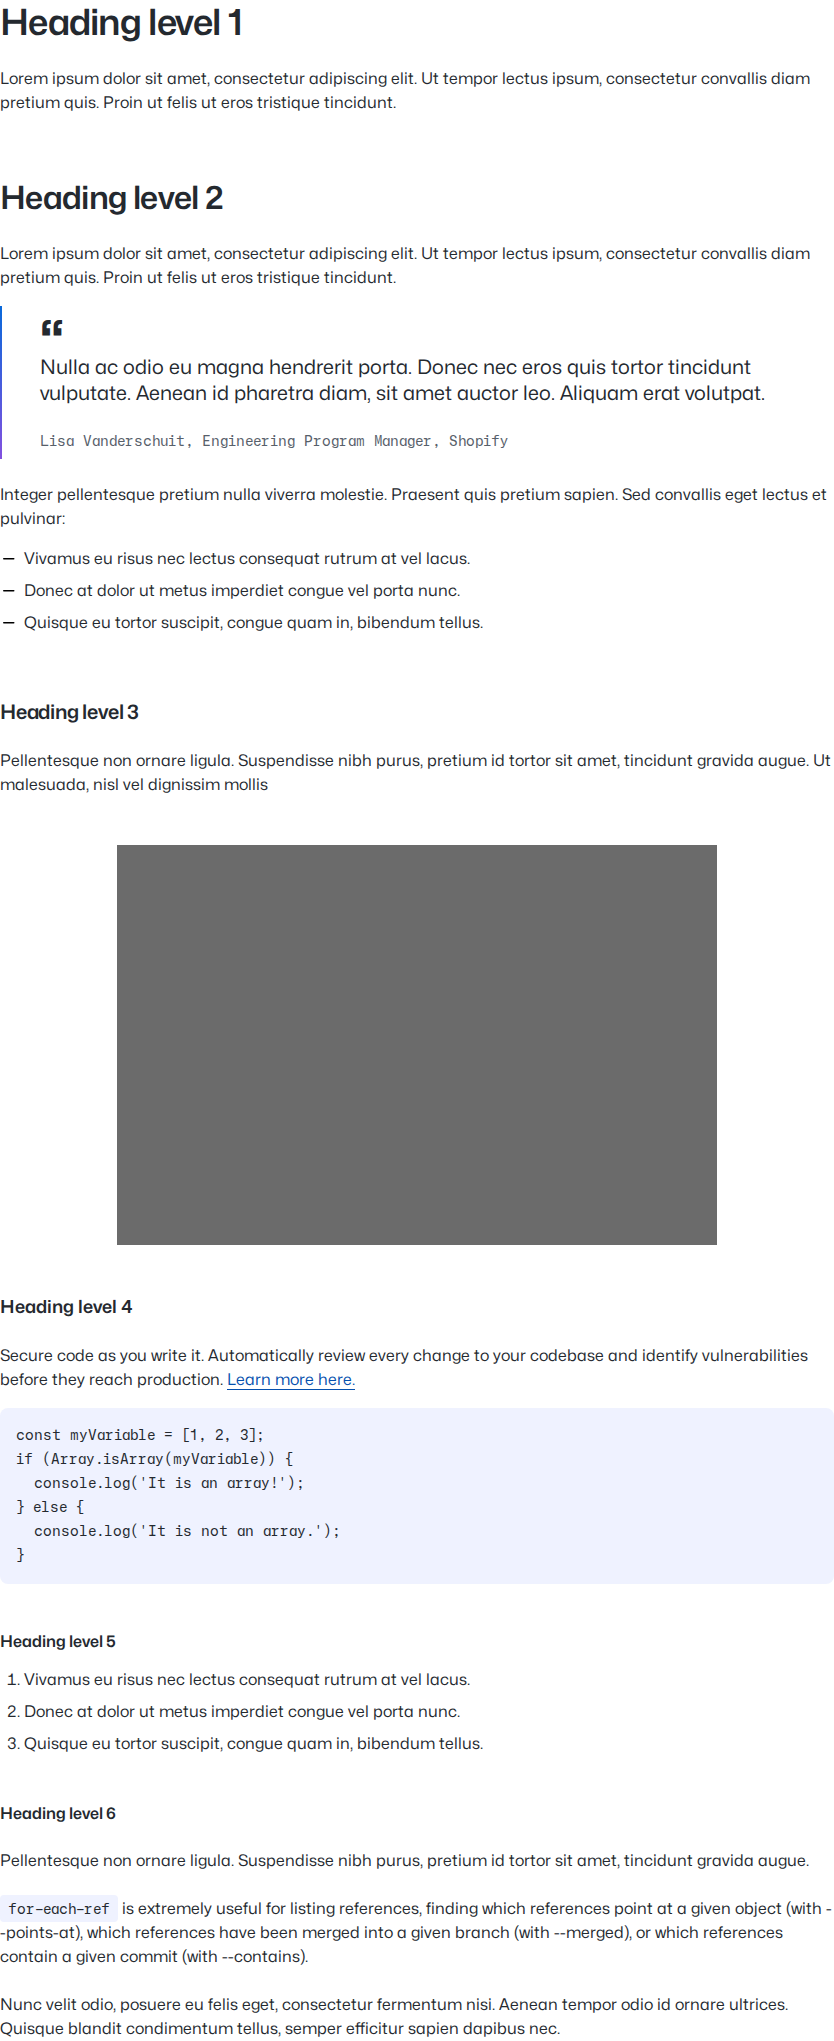 Heading level 1
Lorem ipsum dolor sit amet, consectetur adipiscing elit. Ut tempor lectus ipsum, consectetur convallis diam
pretium quis. Proin ut felis ut eros tristique tincidunt.
Heading level 2
Lorem ipsum dolor sit amet, consectetur adipiscing elit. Ut tempor lectus ipsum, consectetur convallis diam
pretium quis. Proin ut felis ut eros tristique tincidunt.
“
Nulla ac odio eu magna hendrerit porta. Donec nec eros quis tortor tincidunt
vulputate. Aenean id pharetra diam, sit amet auctor leo. Aliquam erat volutpat.
Lisa Vanderschuit, Engineering Program Manager, Shopify
Integer pellentesque pretium nulla viverra molestie. Praesent quis pretium sapien. Sed convallis eget lectus et
pulvinar:
— Vivamus eu risus nec lectus consequat rutrum at vel lacus.
— Donec at dolor ut metus imperdiet congue vel porta nunc.
— Quisque eu tortor suscipit, congue quam in, bibendum tellus.
Heading level 3
Pellentesque non ornare ligula. Suspendisse nibh purus, pretium id tortor sit amet, tincidunt gravida augue. Ut
malesuada, nisl vel dignissim mollis
Heading level 4
Secure code as you write it. Automatically review every change to your codebase and identify vulnerabilities
before they reach production. Learn more here.
const myVariable = [1, 2, 3];
if (Array.isArray(myVariable)) {
  console.log('It is an array!');
} else {
  console.log('It is not an array.');
}
Heading level 5
1. Vivamus eu risus nec lectus consequat rutrum at vel lacus.
2. Donec at dolor ut metus imperdiet congue vel porta nunc.
3. Quisque eu tortor suscipit, congue quam in, bibendum tellus.
Heading level 6
Pellentesque non ornare ligula. Suspendisse nibh purus, pretium id tortor sit amet, tincidunt gravida augue.
for-each-ref is extremely useful for listing references, finding which references point at a given object (with -
-points-at), which references have been merged into a given branch (with --merged), or which references
contain a given commit (with --contains).
Nunc velit odio, posuere eu felis eget, consectetur fermentum nisi. Aenean tempor odio id ornare ultrices.
Quisque blandit condimentum tellus, semper efficitur sapien dapibus nec.